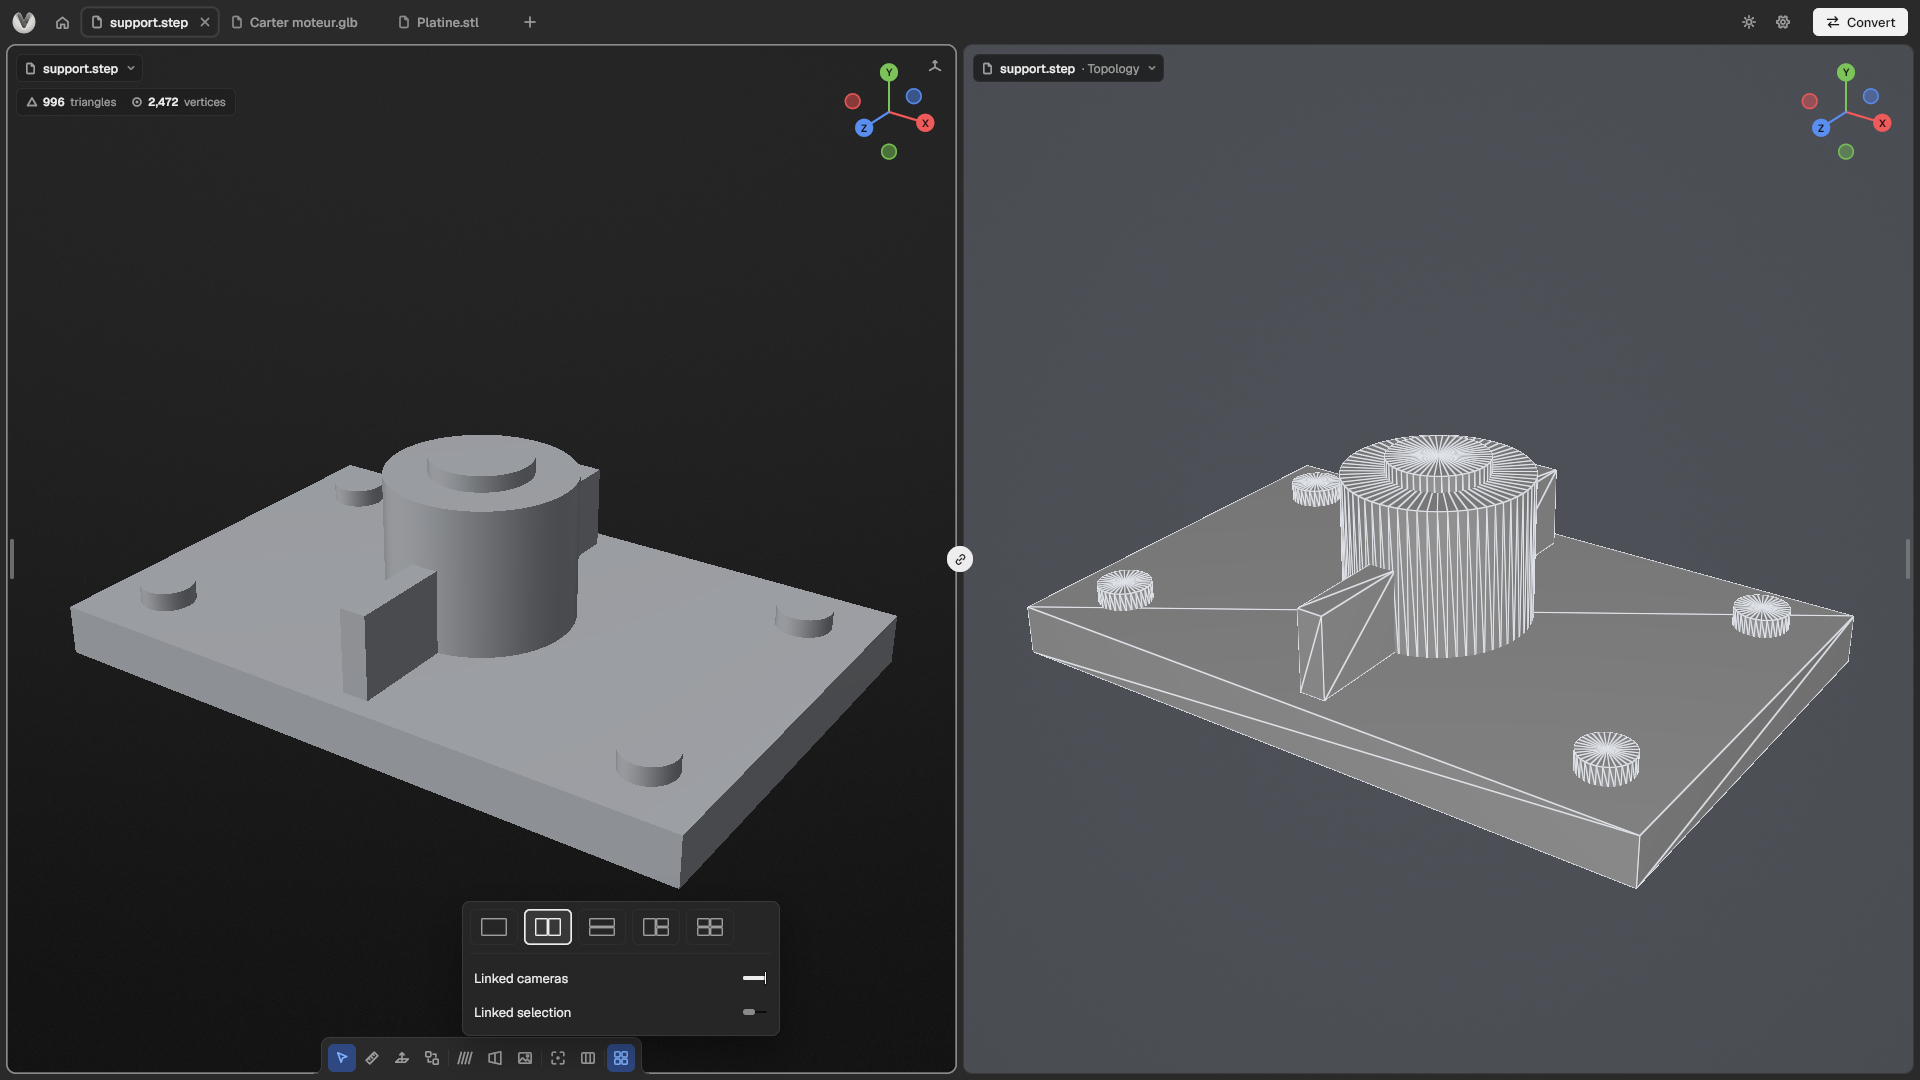 support.step
Carter moteur.glb
Platine.stl
Convert
support.step
996 triangles 2,472 vertices
Y
X
Z
support.step · Topology
Y
X
Z
Linked cameras
Linked selection